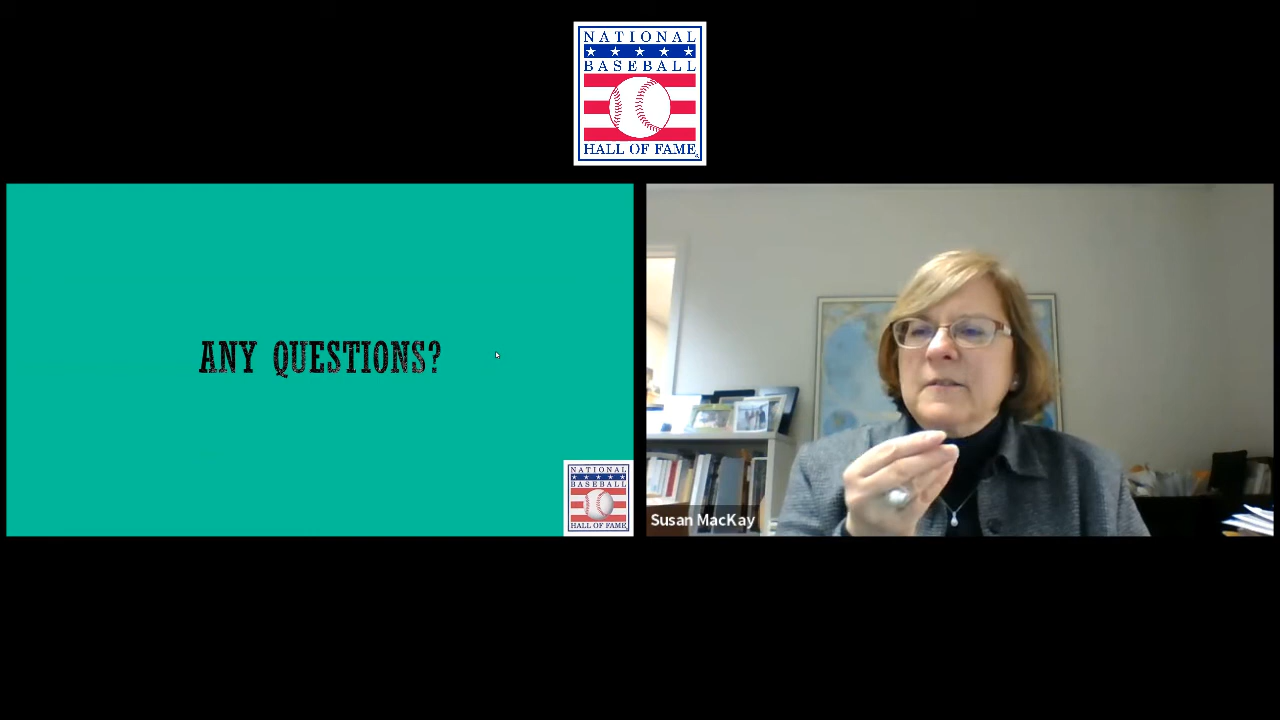 NATIONAL
BASEBALL
HALL OF FAME
ANY QUESTIONS?
NATIONAL
BASEBALL
HALL OF FAME
Susan MacKay